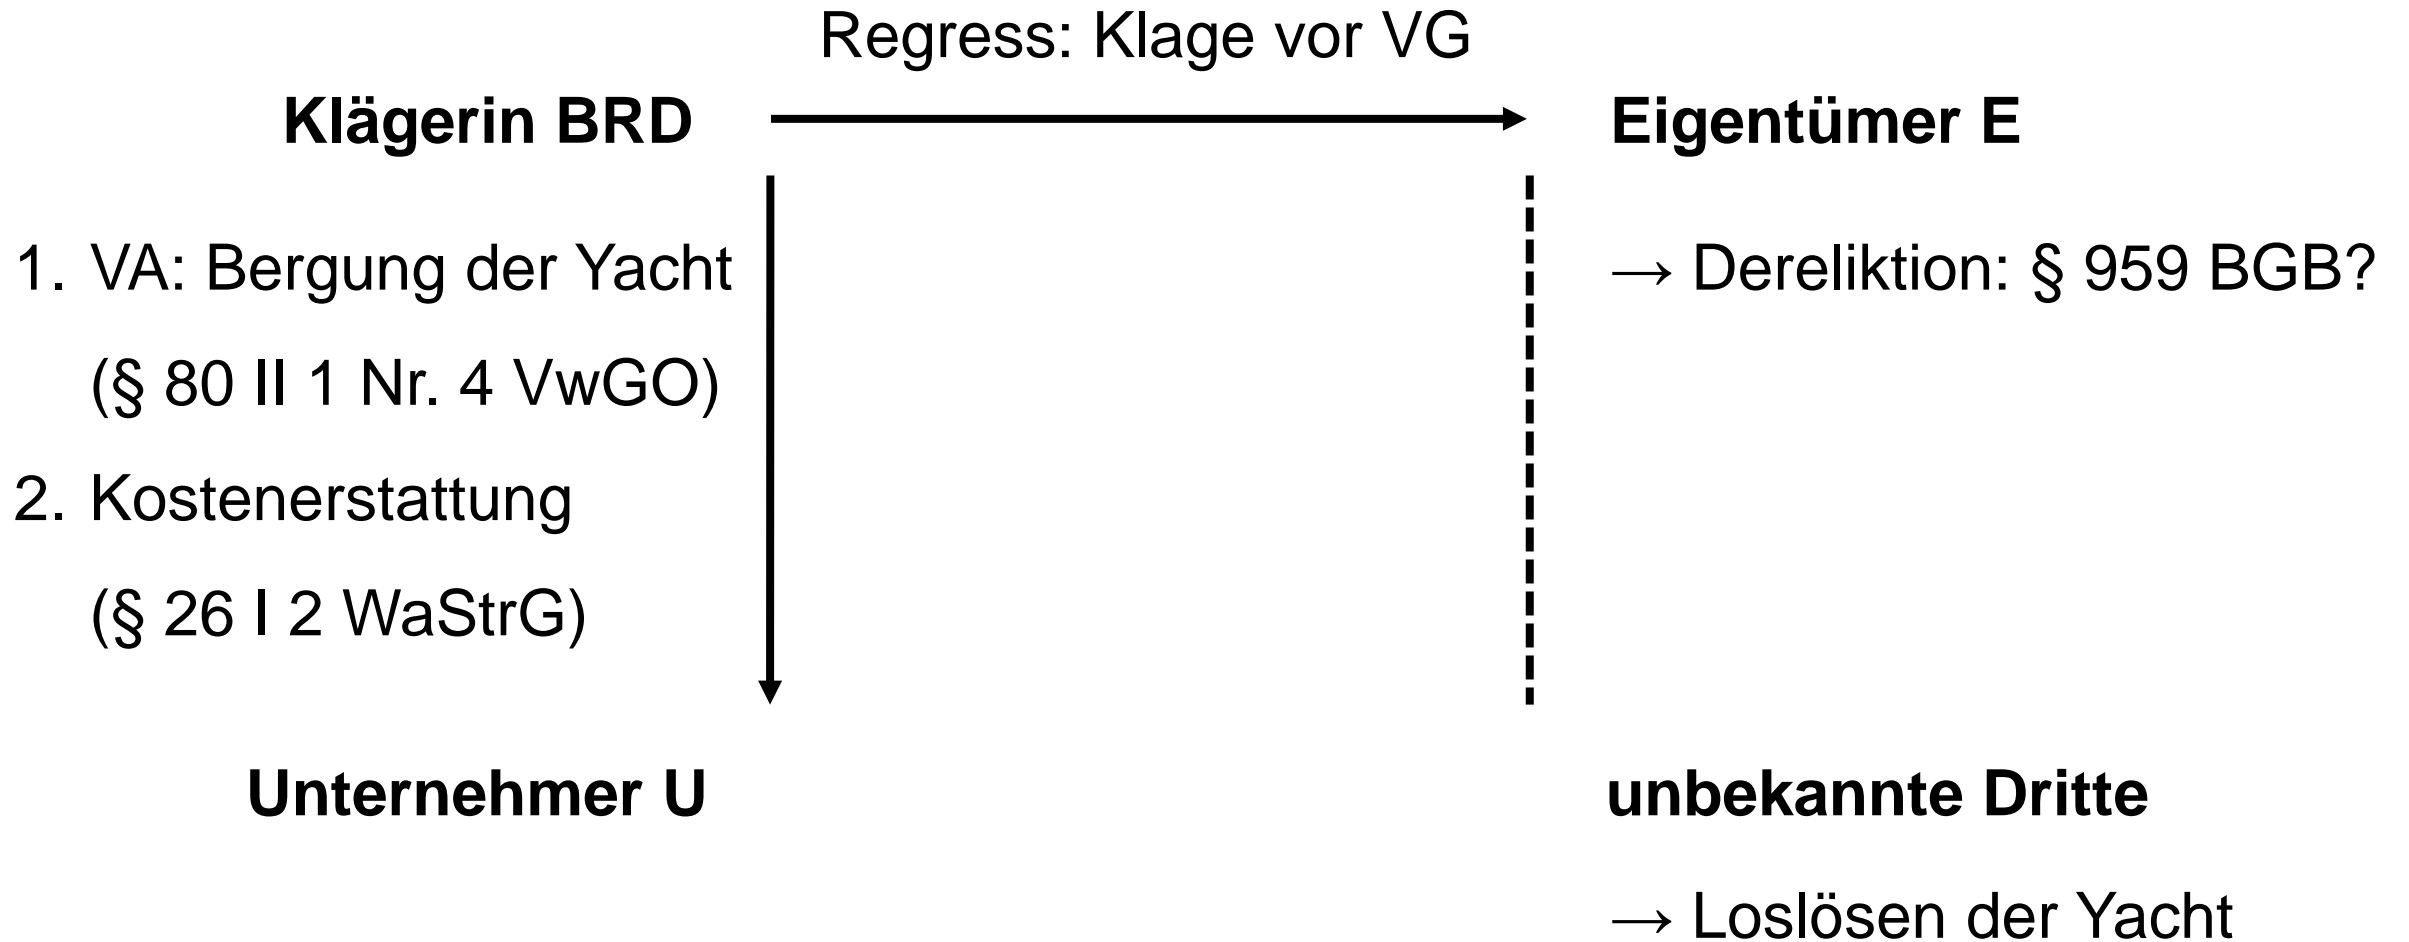 Regress: Klage vor VG
Klägerin BRD
Eigentümer E
1. VA: Bergung der Yacht
(§ 80 II 1 Nr. 4 VwGO)
2. Kostenerstattung
(§ 26 I 2 WaStrG)
→ Dereliktion: § 959 BGB?
Unternehmer U
unbekannte Dritte
→ Loslösen der Yacht